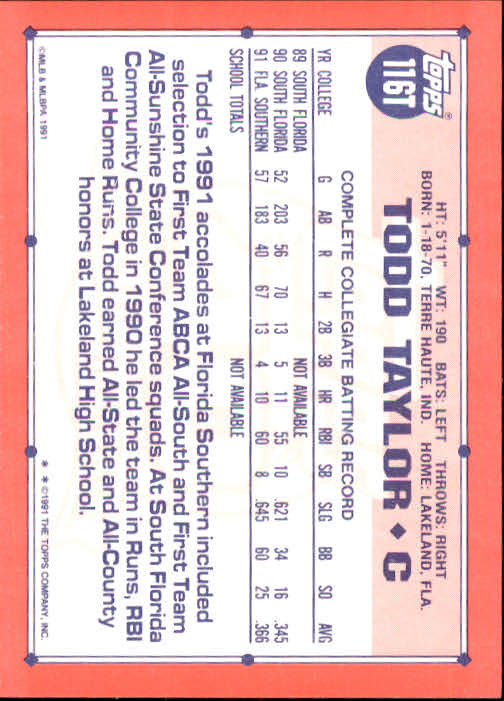 Topps®
116T
HT: 5'11" WT: 190 BATS: LEFT THROWS: RIGHT
BORN: 1-18-70, TERRE HAUTE, IND. HOME: LAKELAND, FLA.
TODD TAYLOR ♦ C
COMPLETE COLLEGIATE BATTING RECORD
YR COLLEGE G AB R H 2B 3B HR RBI SB SLG BB SO AVG
89 SOUTH FLORIDA NOT AVAILABLE
90 SOUTH FLORIDA 52 203 56 70 13 5 11 55 10 .621 34 16 .345
91 FLA. SOUTHERN 57 183 40 67 13 4 10 60 8 .645 60 25 .366
SCHOOL TOTALS NOT AVAILABLE
Todd's 1991 accolades at Florida Southern included
selection to First Team ABCA All-South and First Team
All-Sunshine State Conference squads. At South Florida
Community College in 1990 he led the team in Runs, RBI
and Home Runs. Todd earned All-State and All-County
honors at Lakeland High School.
©MLB & MLBPA 1991
* * ©1991 THE TOPPS COMPANY, INC.